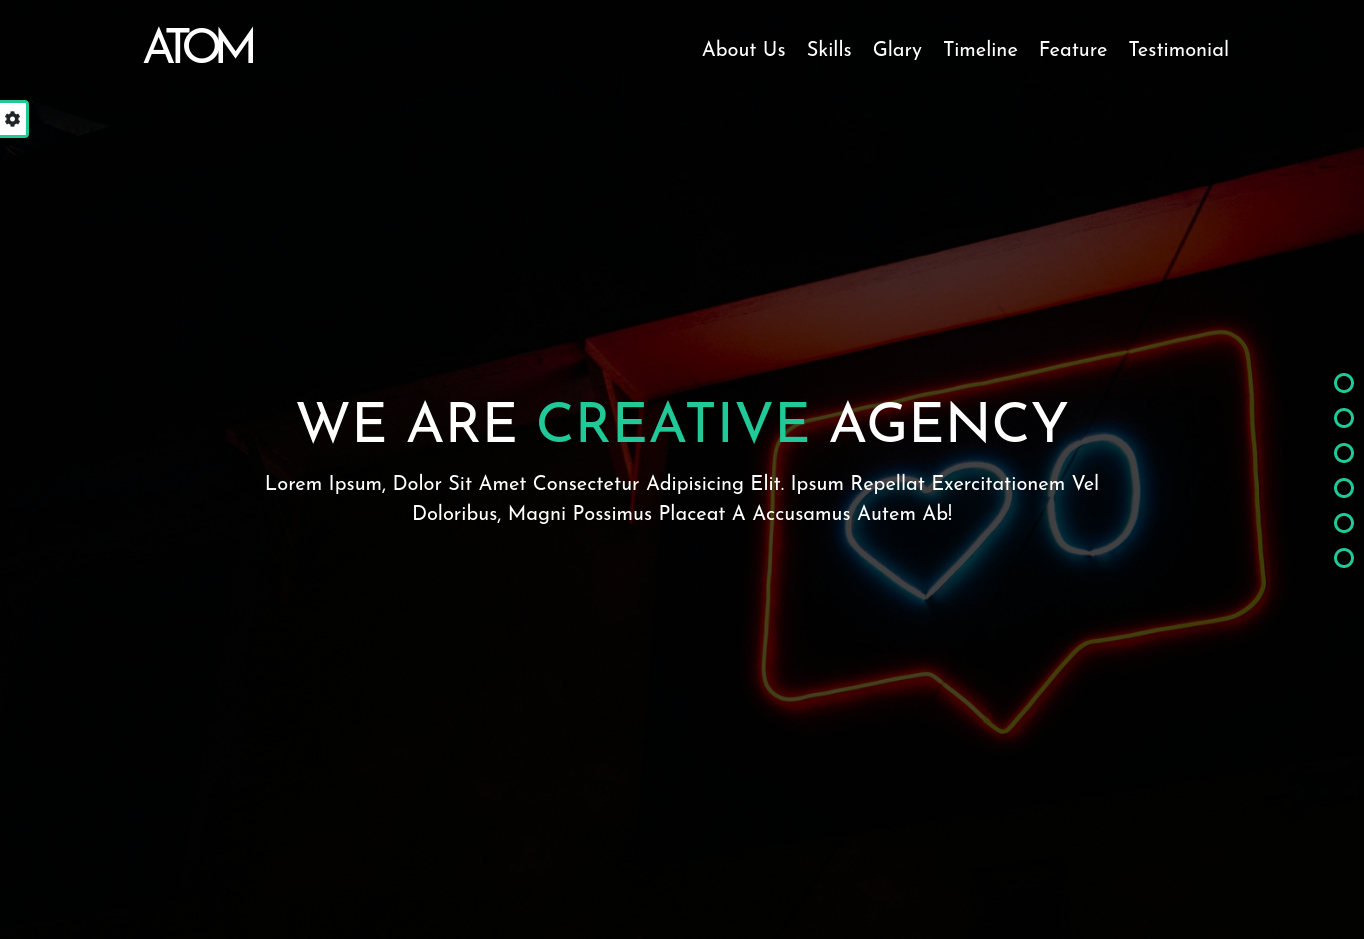 ATOM
About Us Skills Glary Timeline Feature Testimonial
WE ARE CREATIVE AGENCY
Lorem Ipsum, Dolor Sit Amet Consectetur Adipisicing Elit. Ipsum Repellat Exercitationem Vel
Doloribus, Magni Possimus Placeat A Accusamus Autem Ab!
0